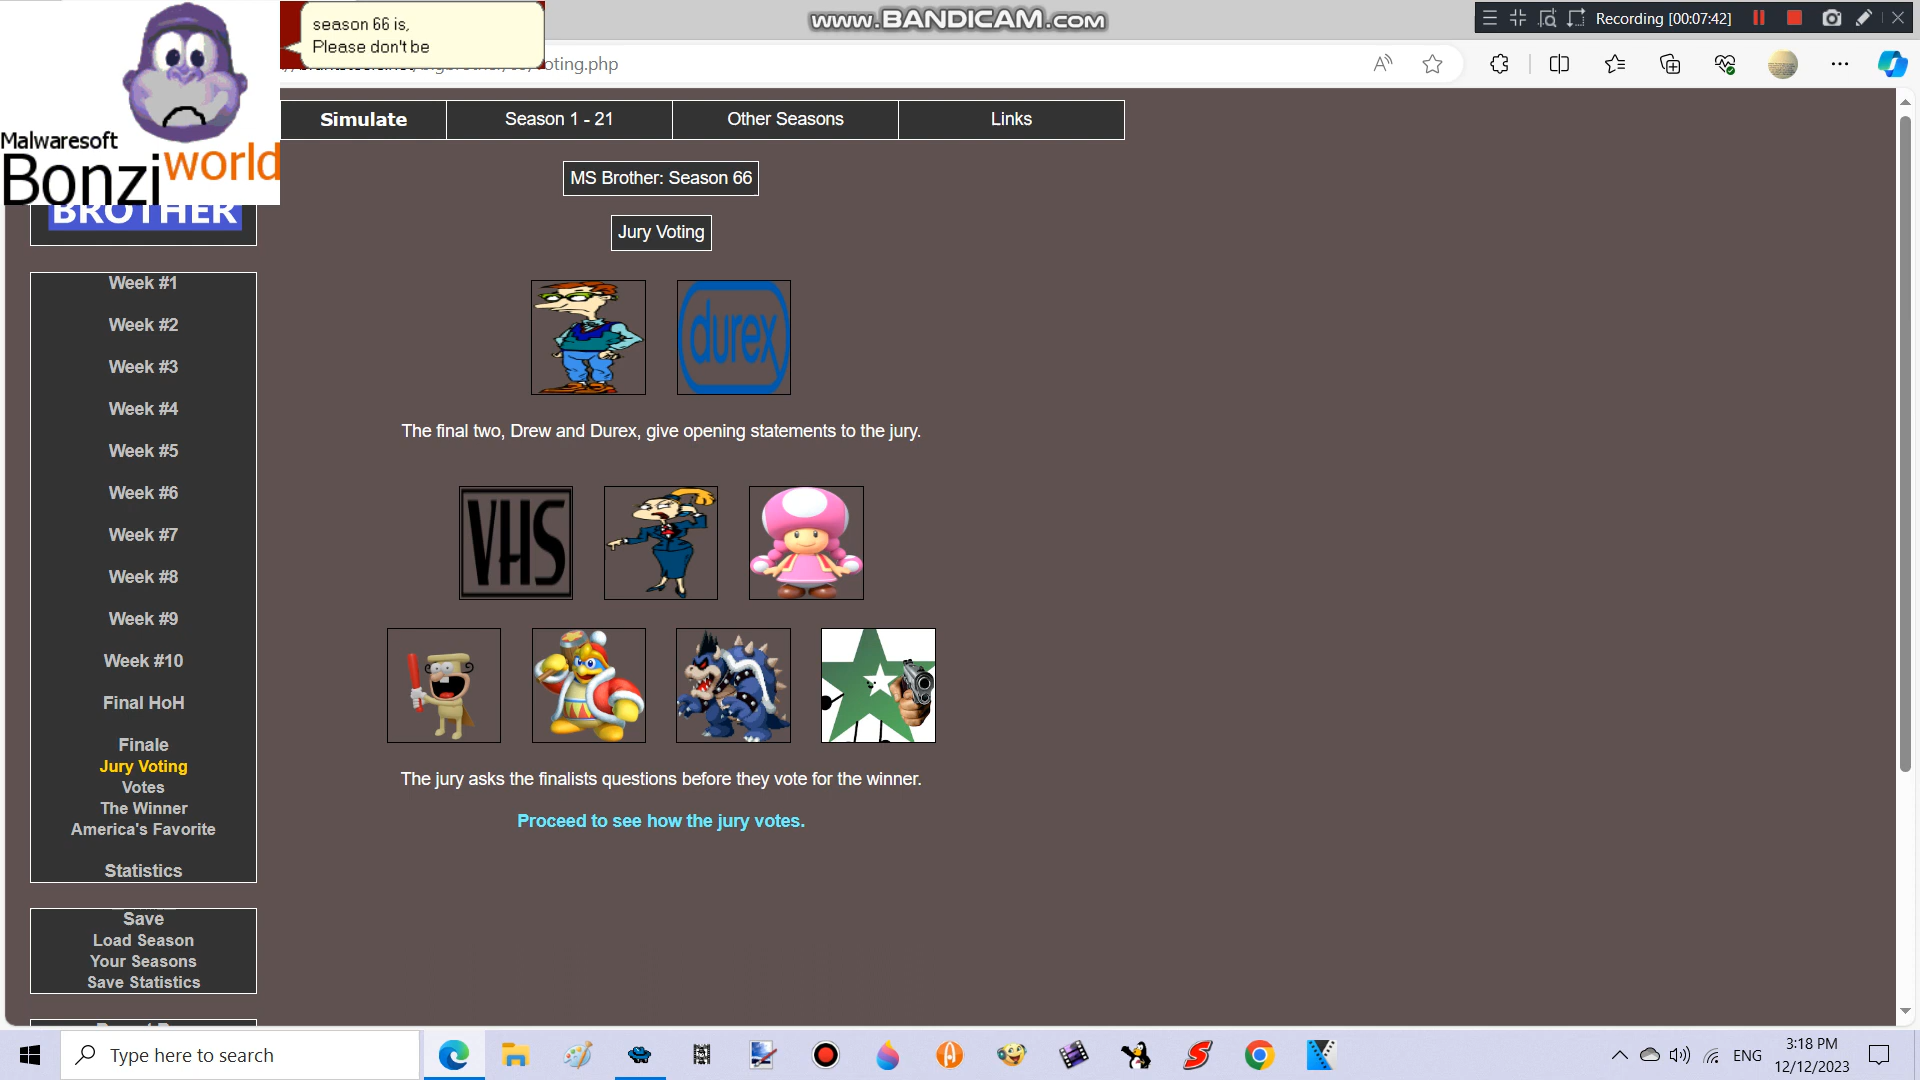 www.BANDICAM.com
Recording [00:07:42]
season 66 is,
Please don't be
oting.php
Malwaresoft
Bonzi world
BROTHER
Simulate
Season 1 - 21
Other Seasons
Links
MS Brother: Season 66
Jury Voting
durex
The final two, Drew and Durex, give opening statements to the jury.
VHS
The jury asks the finalists questions before they vote for the winner.
Proceed to see how the jury votes.
Week #1
Week #2
Week #3
Week #4
Week #5
Week #6
Week #7
Week #8
Week #9
Week #10
Final HoH
Finale
Jury Voting
Votes
The Winner
America's Favorite
Statistics
Save
Load Season
Your Seasons
Save Statistics
Type here to search
ENG
3:18 PM
12/12/2023